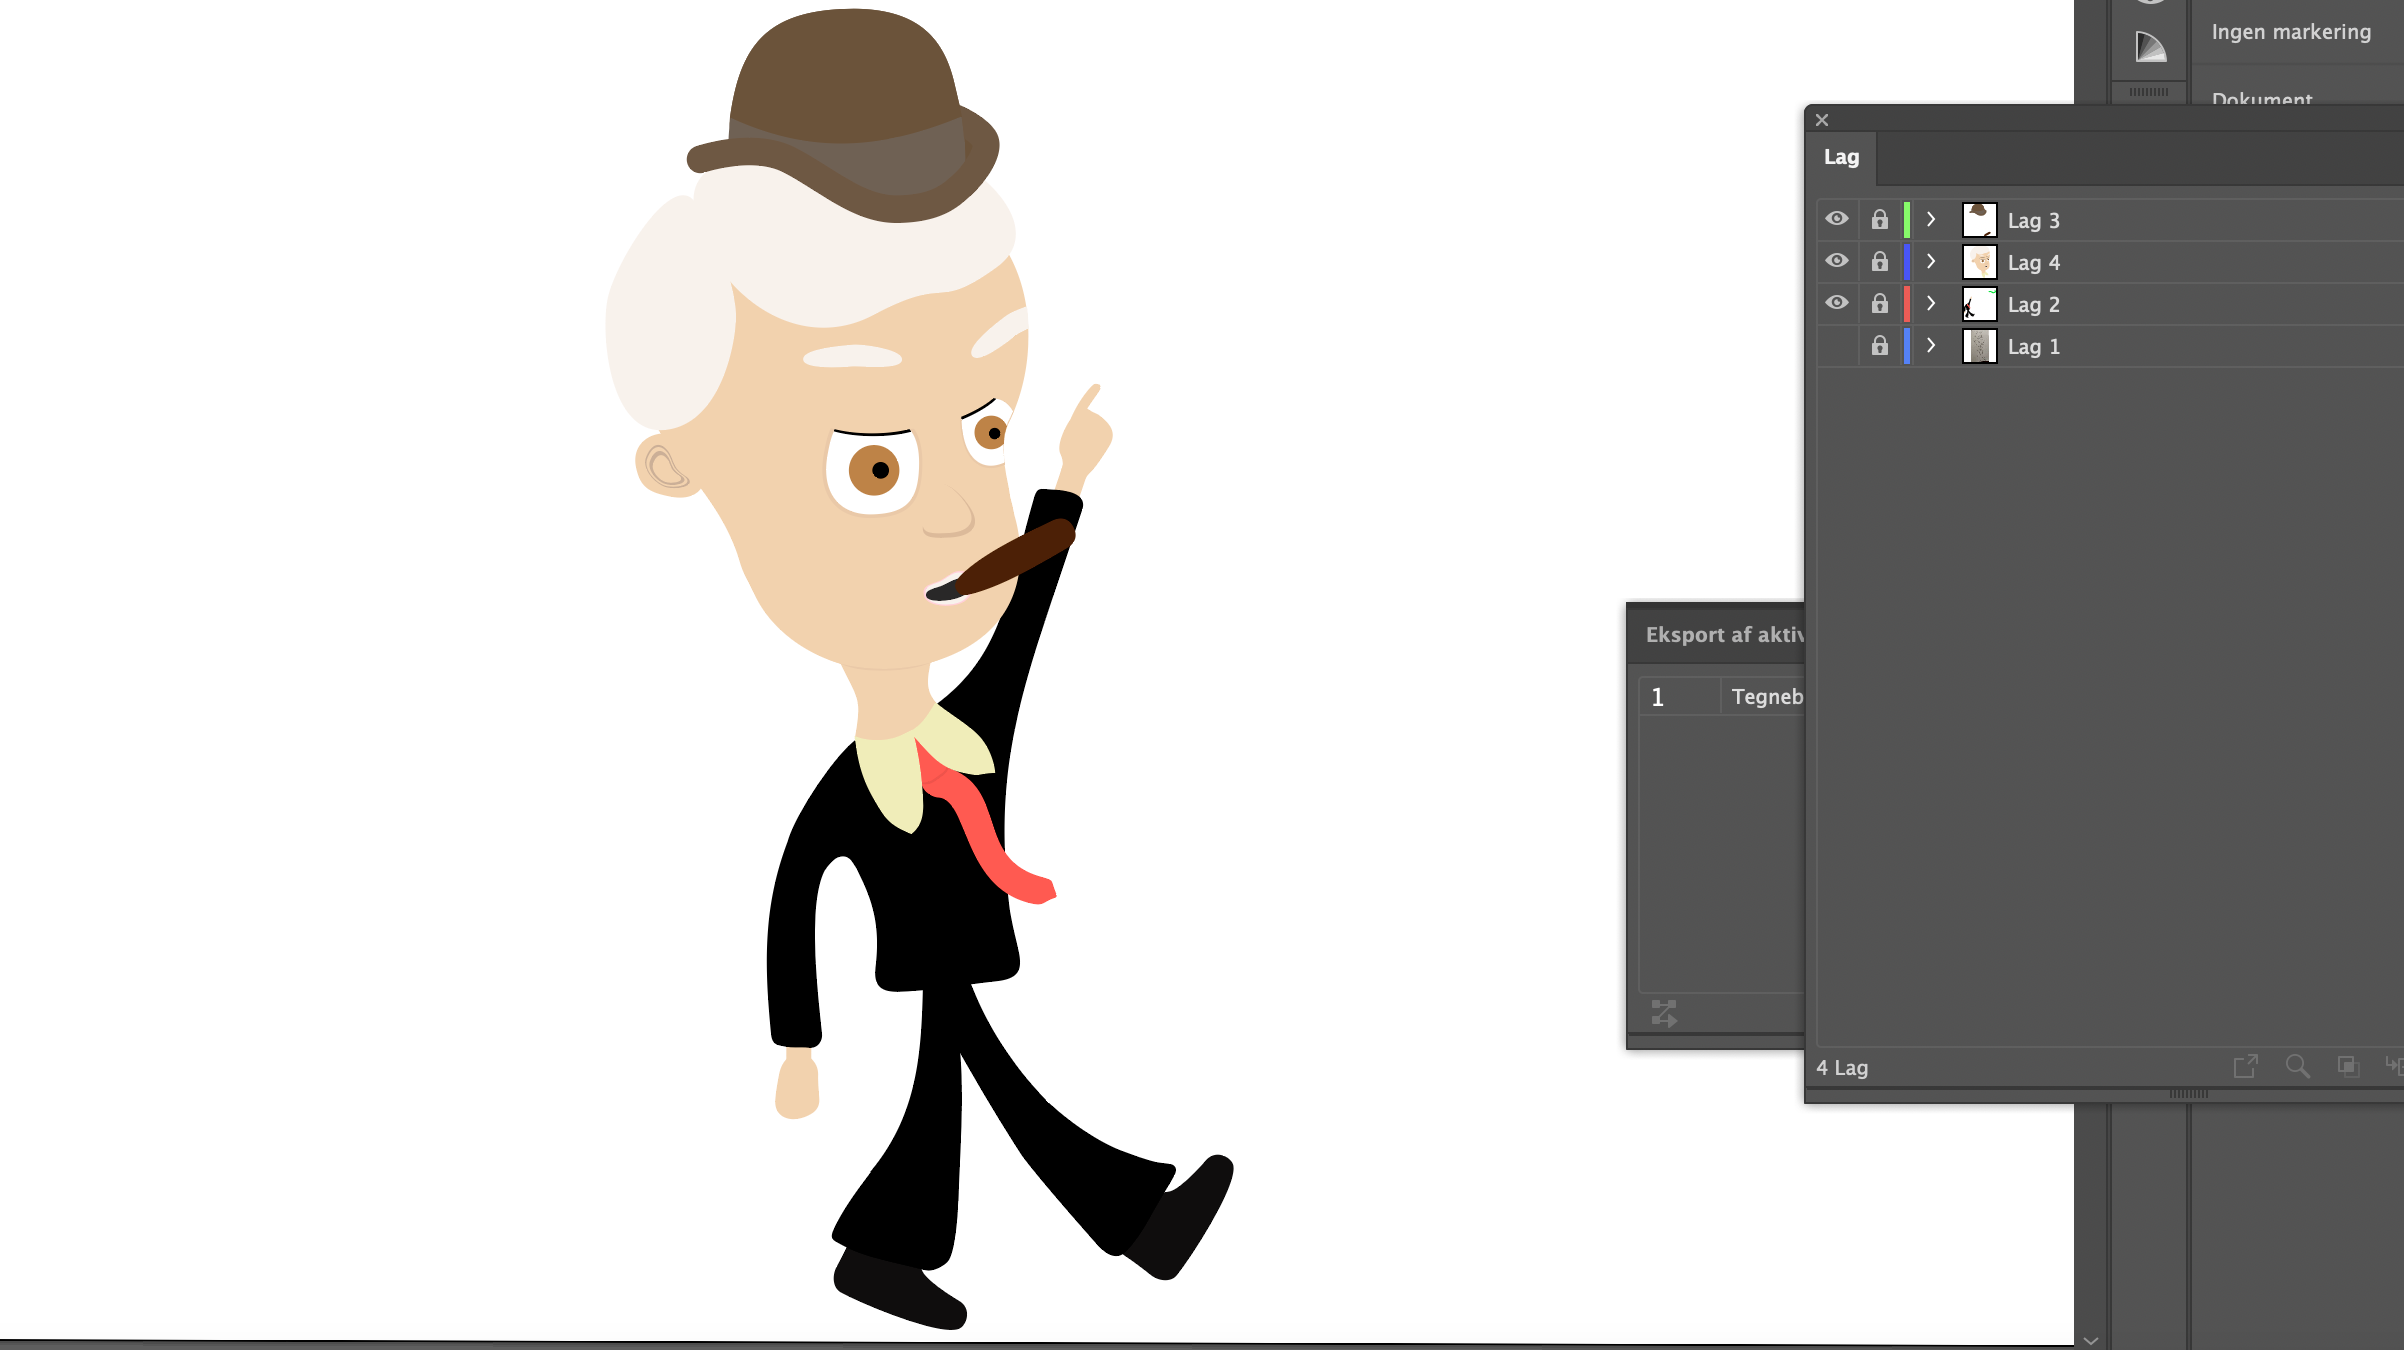 Ingen markering
Dokument
Lag
Lag 3
Lag 4
Lag 2
Lag 1
Eksport af aktiv
1 Tegneb
4 Lag